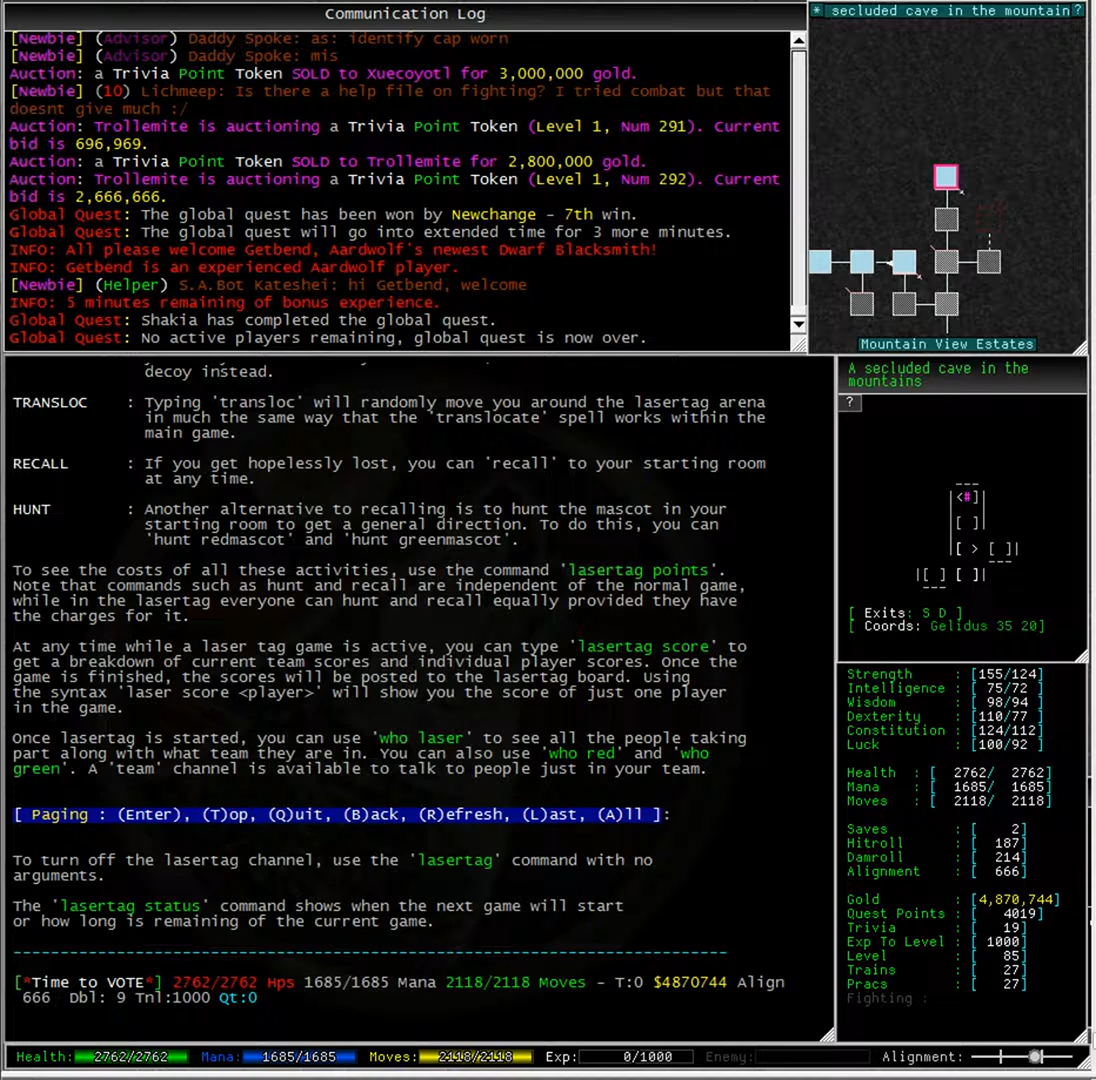 Communication Log
[Newbie] (Advisor) Daddy Spoke: as: identify cap worn
[Newbie] (Advisor) Daddy Spoke: mis
Auction: a Trivia Point Token SOLD to Xuecoyotl for 3,000,000 gold.
[Newbie] (10) Lichmeep: Is there a help file on fighting? I tried combat but that
doesnt give much :/
Auction: Trollemite is auctioning a Trivia Point Token (Level 1, Num 291). Current
bid is 696,969.
Auction: a Trivia Point Token SOLD to Trollemite for 2,800,000 gold.
Auction: Trollemite is auctioning a Trivia Point Token (Level 1, Num 292). Current
bid is 2,666,666.
Global Quest: The global quest has been won by Newchange - 7th win.
Global Quest: The global quest will go into extended time for 3 more minutes.
INFO: All please welcome Getbend, Aardwolf's newest Dwarf Blacksmith!
INFO: Getbend is an experienced Aardwolf player.
[Newbie] (Helper) S.A.Bot Kateshei: hi Getbend, welcome
INFO: 5 minutes remaining of bonus experience.
Global Quest: Shakia has completed the global quest.
Global Quest: No active players remaining, global quest is now over.
* secluded cave in the mountain ?
Mountain View Estates
decoy instead.
TRANSLOC : Typing 'transloc' will randomly move you around the lasertag arena
in much the same way that the 'translocate' spell works within the
main game.
RECALL : If you get hopelessly lost, you can 'recall' to your starting room
at any time.
HUNT : Another alternative to recalling is to hunt the mascot in your
starting room to get a general direction. To do this, you can
'hunt redmascot' and 'hunt greenmascot'.
To see the costs of all these activities, use the command 'lasertag points'.
Note that commands such as hunt and recall are independent of the normal game,
while in the lasertag everyone can hunt and recall equally provided they have
the charges for it.
At any time while a laser tag game is active, you can type 'lasertag score' to
get a breakdown of current team scores and individual player scores. Once the
game is finished, the scores will be posted to the lasertag board. Using
the syntax 'laser score <player>' will show you the score of just one player
in the game.
Once lasertag is started, you can use 'who laser' to see all the people taking
part along with what team they are in. You can also use 'who red' and 'who
green'. A 'team' channel is available to talk to people just in your team.
[ Paging : (Enter), (T)op, (Q)uit, (B)ack, (R)efresh, (L)ast, (A)ll ]:
To turn off the lasertag channel, use the 'lasertag' command with no
arguments.
The 'lasertag status' command shows when the next game will start
or how long is remaining of the current game.
[*Time to VOTE*] 2762/2762 Hps 1685/1685 Mana 2118/2118 Moves - T:0 $4870744 Align
666 Dbl: 9 Tnl:1000 Qt:0
A secluded cave in the
mountains
?
---
|<#]|
|[ ]|
|[ > [ ]|
---
|[ ] [ ]|
---
[ Exits: S D ]
[ Coords: Gelidus 35 20]
Strength : [155/124]
Intelligence : [ 75/72 ]
Wisdom : [ 98/94 ]
Dexterity : [110/77 ]
Constitution : [124/112]
Luck : [100/92 ]
Health : [ 2762/ 2762]
Mana : [ 1685/ 1685]
Moves : [ 2118/ 2118]
Saves : [ 2]
Hitroll : [ 187]
Damroll : [ 214]
Alignment : [ 666]
Gold : [4,870,744]
Quest Points : [ 4019]
Trivia : [ 19]
Exp To Level : [ 1000]
Level : [ 85]
Trains : [ 27]
Pracs : [ 27]
Fighting :
Health: 2762/2762 Mana: 1685/1685 Moves: 2118/2118 Exp: 0/1000 Enemy: Alignment: